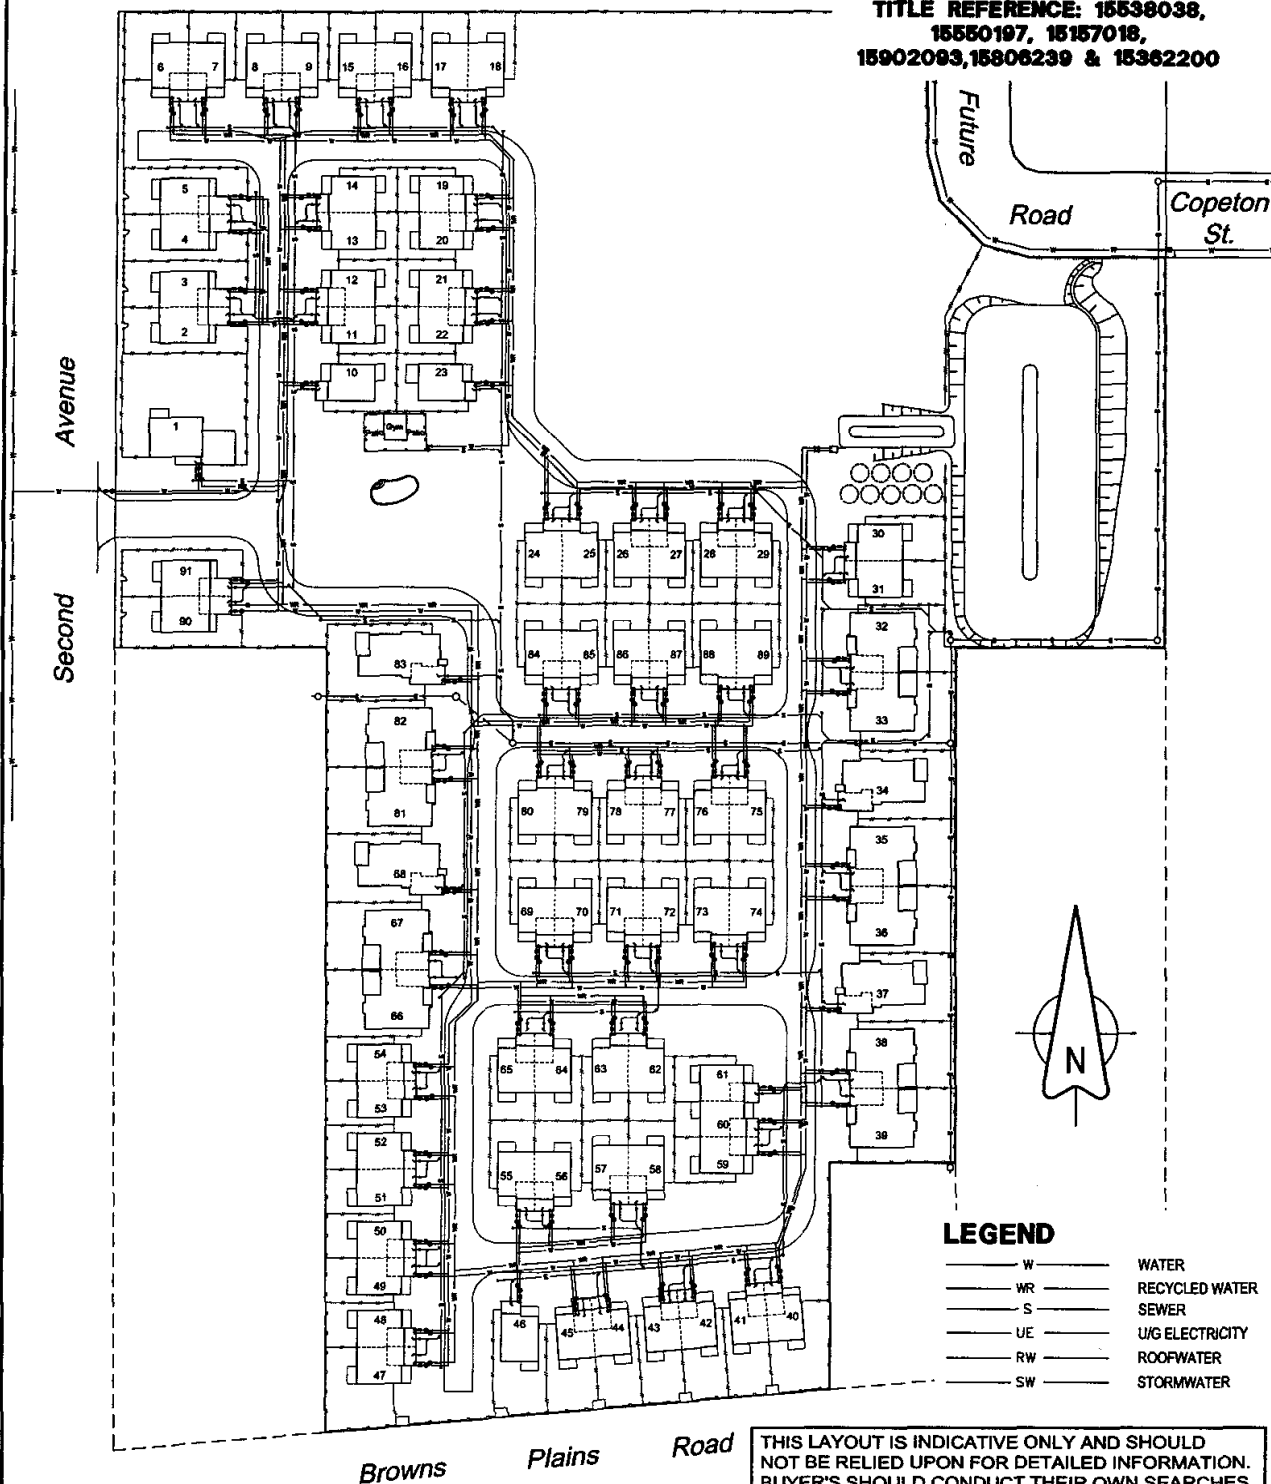 TITLE REFERENCE: 15538038,
15550197, 15157018,
15902093,15806239 & 15362200
Future
Road
Copeton
St.
Avenue
Second
6 7 8 9 15 16 17 18
5 14 19
4 13 20
3 12 21
2 11 22
10 23
1
Gym
24 25 26 27 28 29 30
31
91
90
32
83 84 85 86 87 88 89
33
82
34
81 80 79 78 77 76 75
35
68
67 69 70 71 72 73 74
36
37
66
38
54 65 64 63 62 61
53
60
39
52 55 56 57 58 59
51
50
49
48 46 45 44 43 42 41 40
47
N
LEGEND
W WATER
WR RECYCLED WATER
S SEWER
UE U/G ELECTRICITY
RW ROOFWATER
SW STORMWATER
Browns Plains Road
THIS LAYOUT IS INDICATIVE ONLY AND SHOULD
NOT BE RELIED UPON FOR DETAILED INFORMATION.
BUYER'S SHOULD CONDUCT THEIR OWN SEARCHES